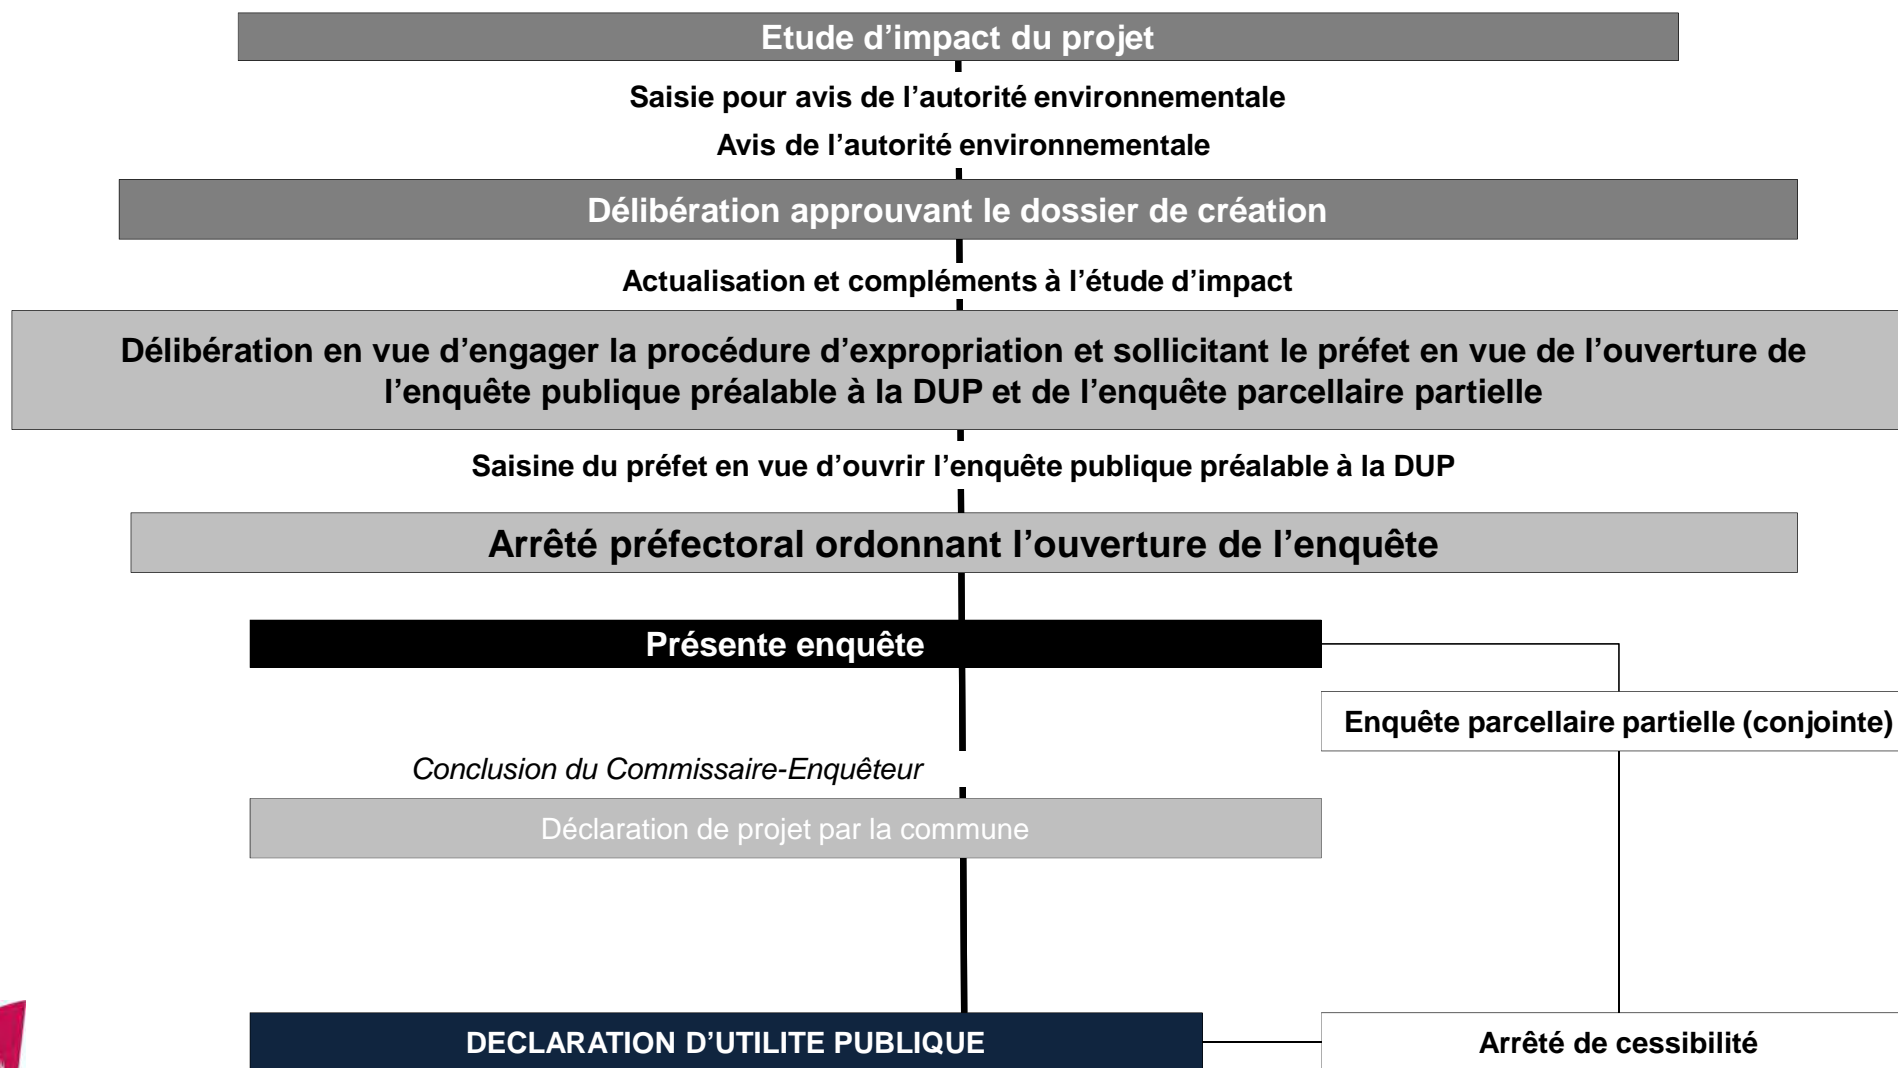 Etude d’impact du projet
Saisie pour avis de l’autorité environnementale
Avis de l’autorité environnementale
Délibération approuvant le dossier de création
Actualisation et compléments à l’étude d’impact
Délibération en vue d’engager la procédure d’expropriation et sollicitant le préfet en vue de l’ouverture de
l’enquête publique préalable à la DUP et de l’enquête parcellaire partielle
Saisine du préfet en vue d’ouvrir l’enquête publique préalable à la DUP
Arrêté préfectoral ordonnant l’ouverture de l’enquête
Présente enquête
Enquête parcellaire partielle (conjointe)
Conclusion du Commissaire-Enquêteur
Déclaration de projet par la commune
DECLARATION D’UTILITE PUBLIQUE
Arrêté de cessibilité